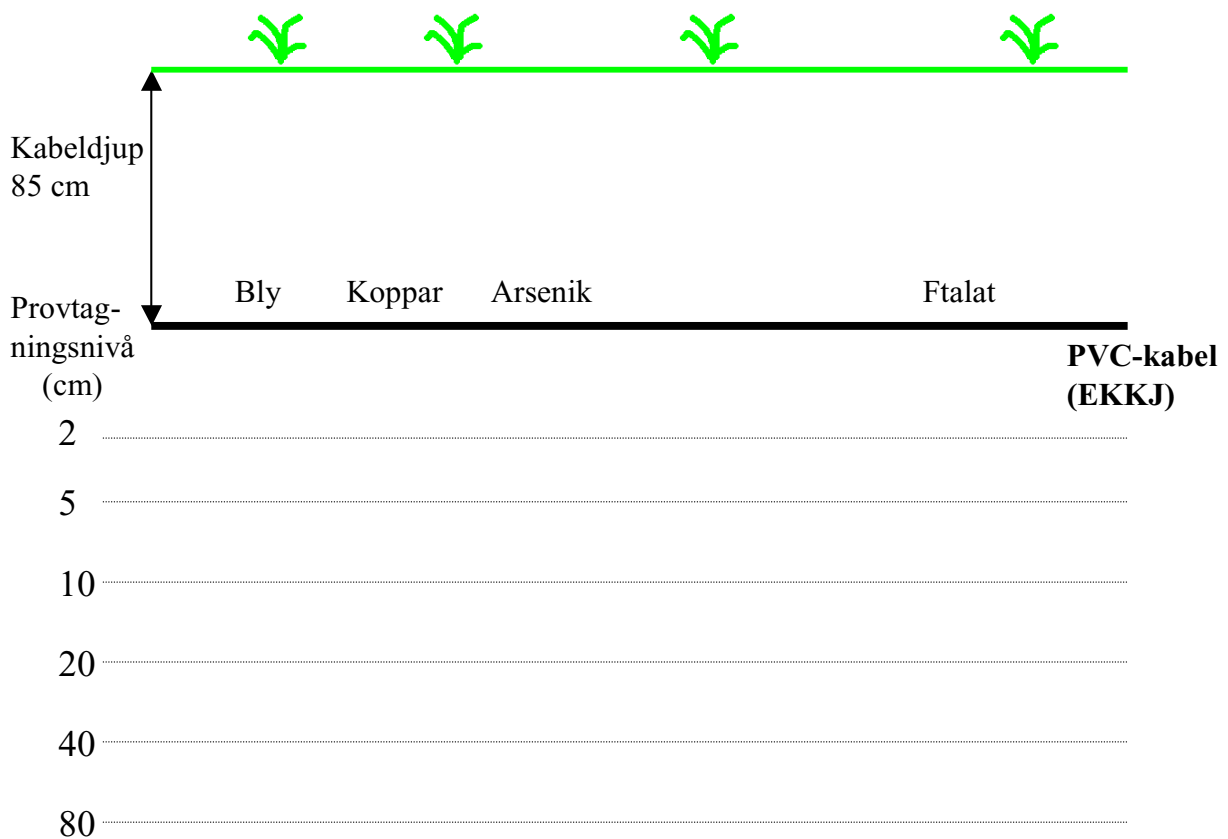 Kabeldjup
85 cm
Bly Koppar Arsenik Ftalat
Provtag-
ningsnivå
(cm)
PVC-kabel
(EKKJ)
2
5
10
20
40
80